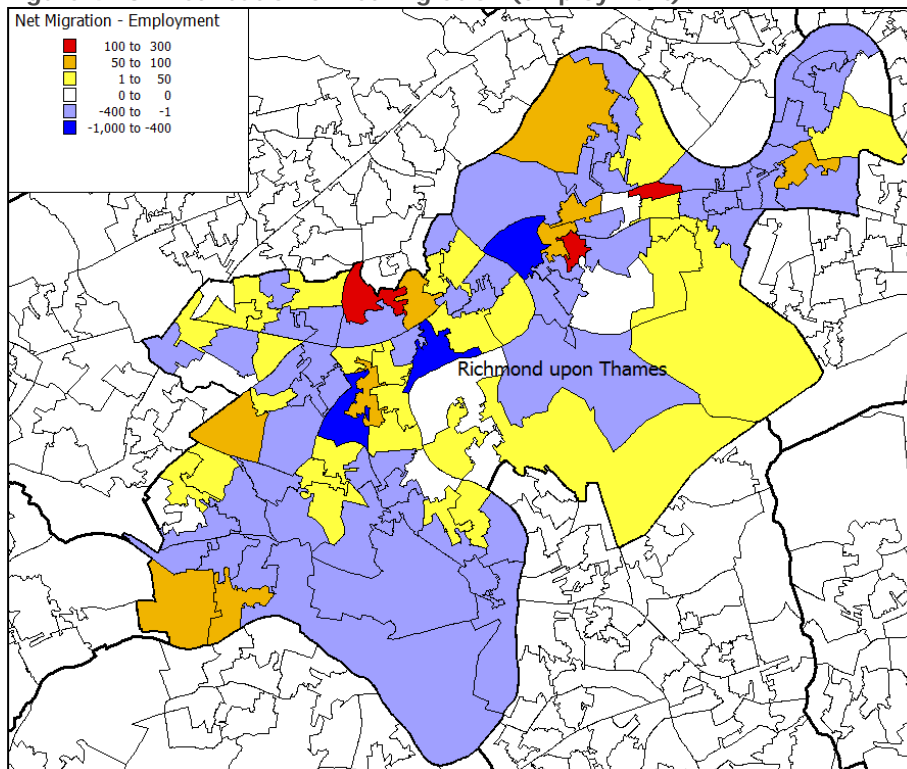 Net Migration - Employment
100 to 300
50 to 100
1 to 50
0 to 0
-400 to -1
-1,000 to -400
Richmond upon Thames